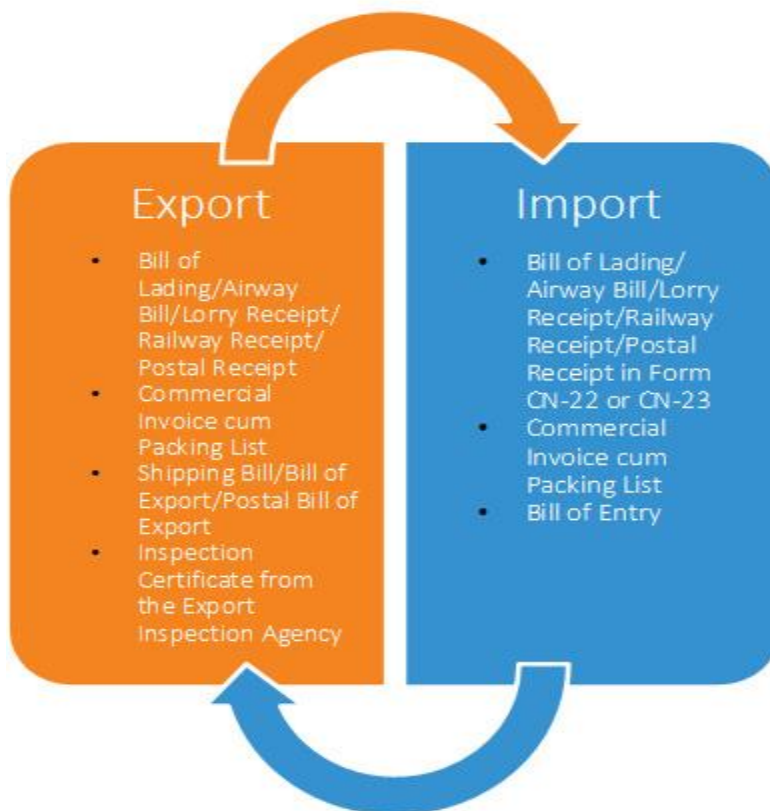 Export
• Bill of
Lading/Airway
Bill/Lorry Receipt/
Railway Receipt/
Postal Receipt
• Commercial
Invoice cum
Packing List
• Shipping Bill/Bill of
Export/Postal Bill of
Export
• Inspection
Certificate from
the Export
Inspection Agency
Import
• Bill of Lading/
Airway Bill/Lorry
Receipt/Railway
Receipt/Postal
Receipt in Form
CN-22 or CN-23
• Commercial
Invoice cum
Packing List
• Bill of Entry